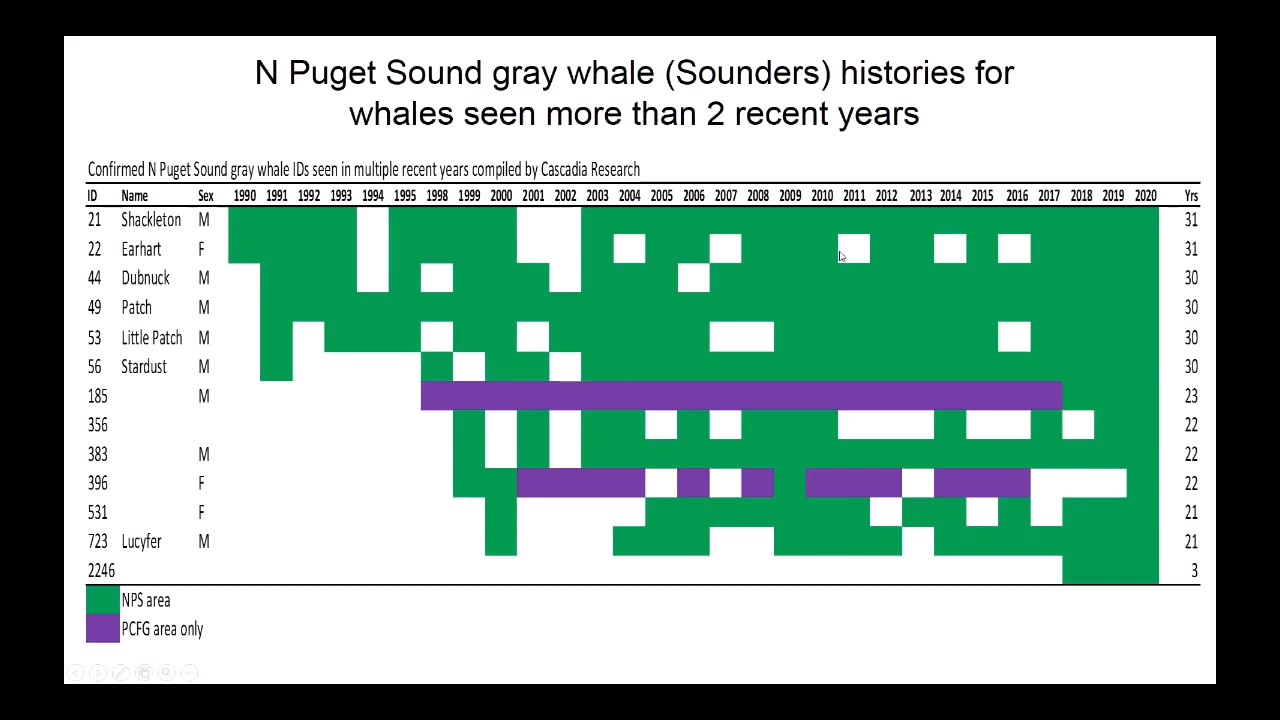 N Puget Sound gray whale (Sounders) histories for
whales seen more than 2 recent years
Confirmed N Puget Sound gray whale IDs seen in multiple recent years compiled by Cascadia Research
ID Name Sex 1990 1991 1992 1993 1994 1995 1998 1999 2000 2001 2002 2003 2004 2005 2006 2007 2008 2009 2010 2011 2012 2013 2014 2015 2016 2017 2018 2019 2020 Yrs
21 Shackleton M 31
22 Earhart F 31
44 Dubnuck M 30
49 Patch M 30
53 Little Patch M 30
56 Stardust M 30
185 M 23
356 22
383 M 22
396 F 22
531 F 21
723 Lucyfer M 21
2246 3
NPS area
PCFG area only